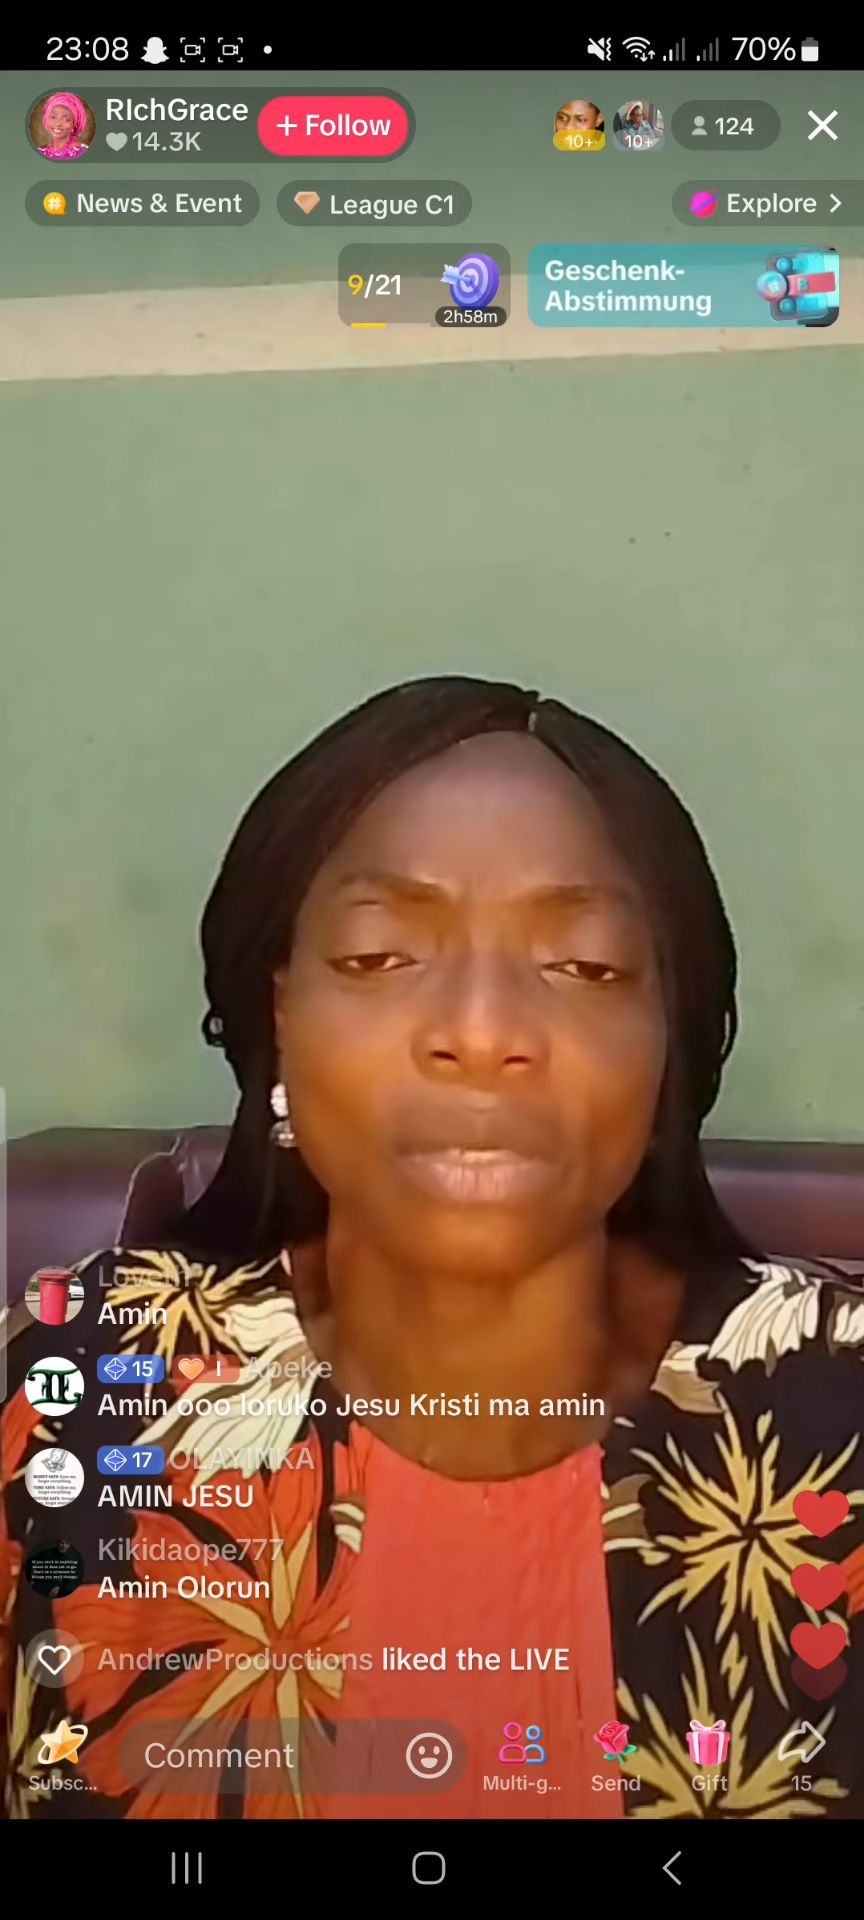 23:08
70%
RIchGrace
+ Follow
14.3K
10+
10+
124
News & Event
League C1
Explore >
9/21
2h58m
Geschenk-
Abstimmung
Amin
15 I Apeke
Amin ooo loruko Jesu Kristi ma amin
17 OLAYINKA
AMIN JESU
Kikidaope777
Amin Olorun
AndrewProductions liked the LIVE
Subsc...
Comment
Multi-g...
Send
Gift
15